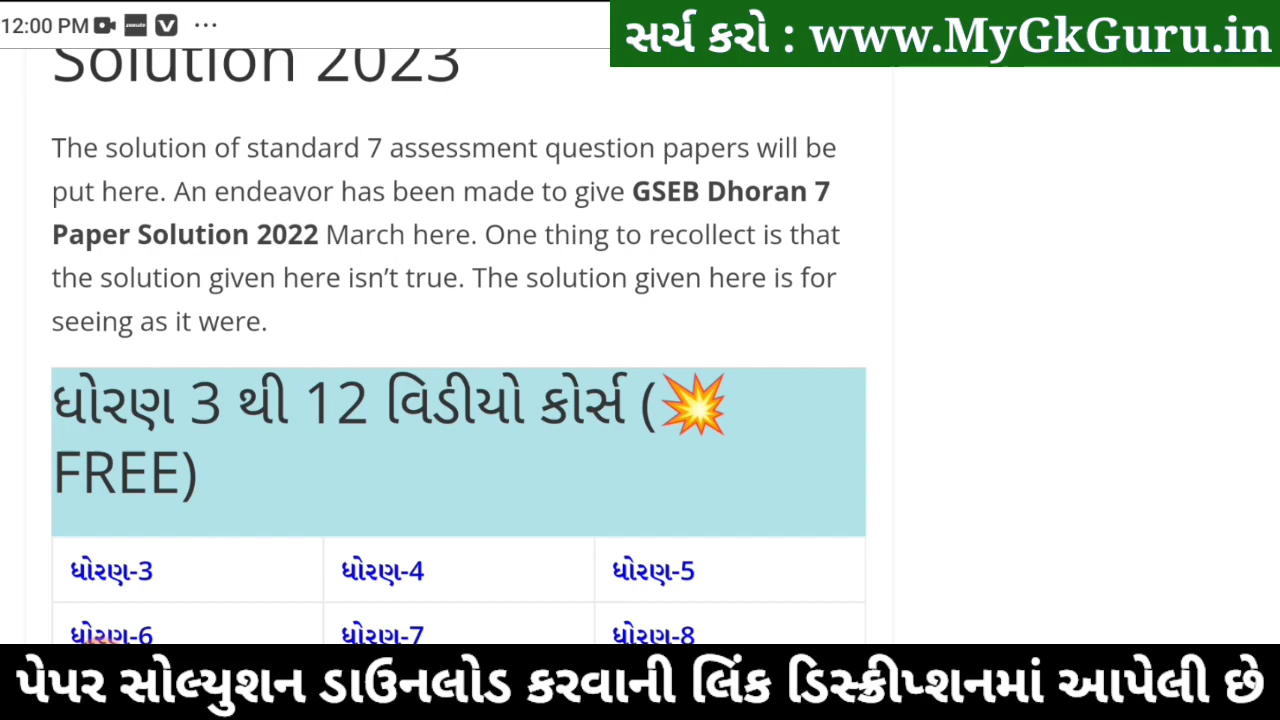 12:00 PM ...
સર્ચ કરો : www.MyGkGuru.in
Solution 2023
The solution of standard 7 assessment question papers will be
put here. An endeavor has been made to give GSEB Dhoran 7
Paper Solution 2022 March here. One thing to recollect is that
the solution given here isn’t true. The solution given here is for
seeing as it were.
ધોરણ 3 થી 12 વિડીયો કોર્સ (💥
FREE)
ધોરણ-3 ધોરણ-4 ધોરણ-5
ધોરણ-6 ધોરણ-7 ધોરણ-8
પેપર સોલ્યુશન ડાઉનલોડ કરવાની લિંક ડિસ્ક્રીપ્શનમાં આપેલી છે